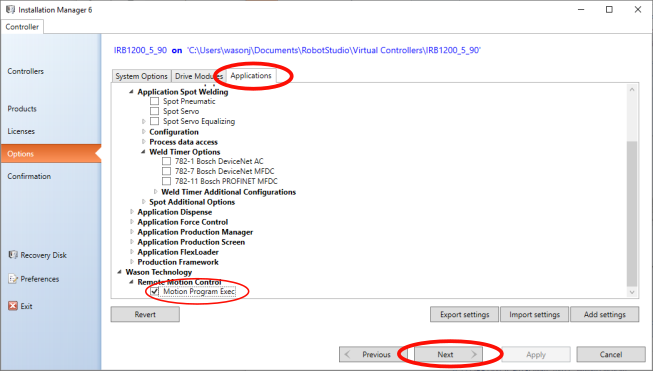 Installation Manager 6
Controller
IRB1200_5_90 on 'C:\Users\wasonj\Documents\RobotStudio\Virtual Controllers\IRB1200_5_90'
Controllers
Products
Licenses
Options
Confirmation
Recovery Disk
Preferences
Exit
System Options Drive Modules Applications
Application Spot Welding
Spot Pneumatic
Spot Servo
Spot Servo Equalizing
Configuration
Process data access
Weld Timer Options
782-1 Bosch DeviceNet AC
782-7 Bosch DeviceNet MFDC
782-11 Bosch PROFINET MFDC
Weld Timer Additional Configurations
Spot Additional Options
Application Dispense
Application Force Control
Application Production Manager
Application Production Screen
Application FlexLoader
Production Framework
Wason Technology
Remote Motion Control
Motion Program Exec
Revert Export settings Import settings Add settings
Previous Next Apply Cancel